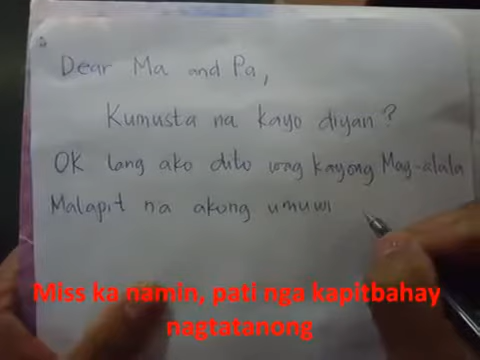 Dear Ma and Pa,
Kumusta na kayo diyan?
OK lang ako dito wag kayong Mag-alala
Malapit na akong umuwi
Miss ka namin, pati nga kapitbahay
nagtatanong